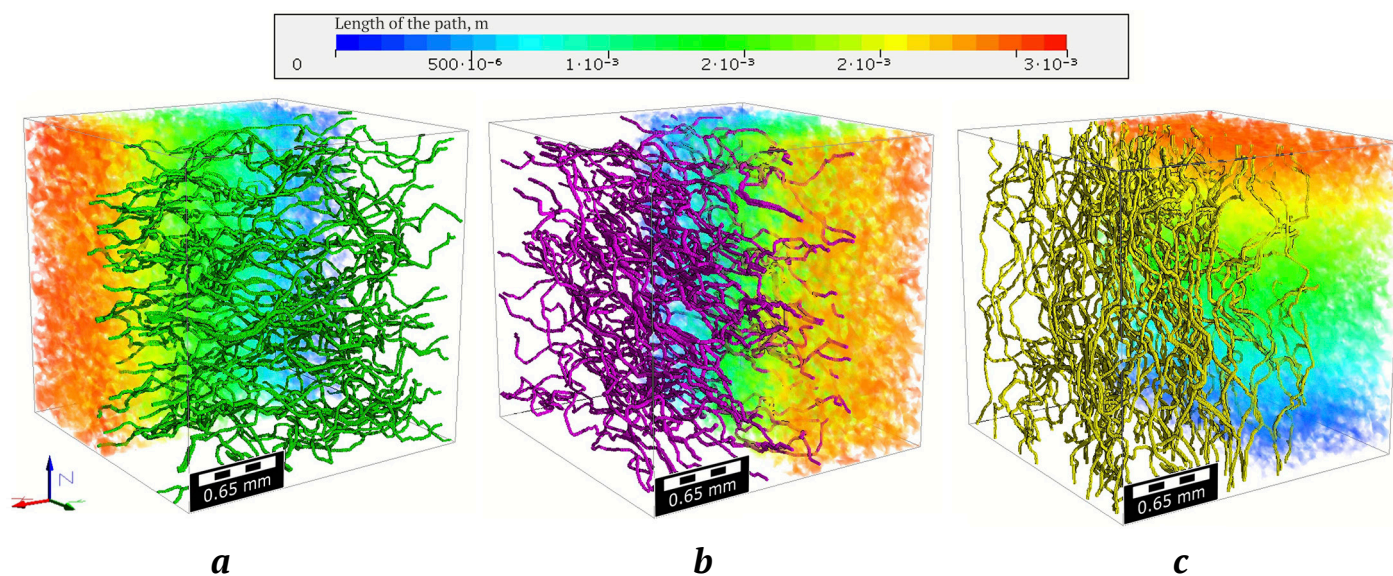 Length of the path, m
0 500·10⁻⁶ 1·10⁻³ 2·10⁻³ 2·10⁻³ 3·10⁻³
Z
0.65 mm
0.65 mm
0.65 mm
a b c